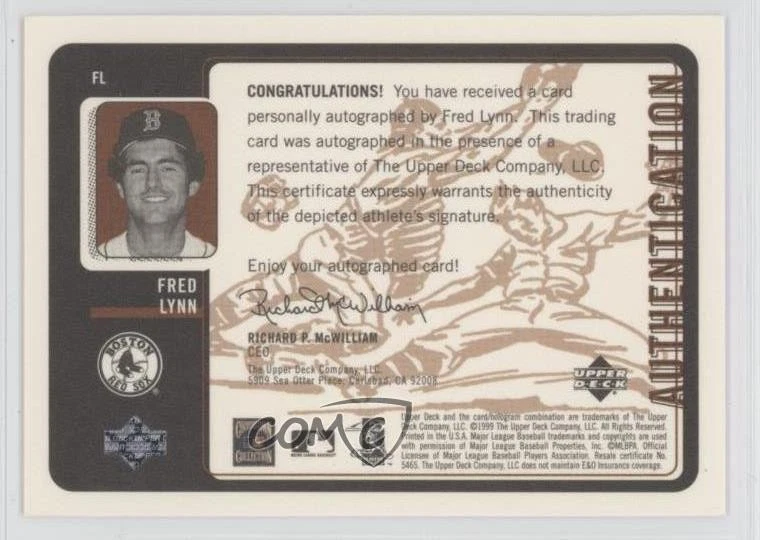 FL
B
FRED
LYNN
BOSTON
RED SOX
CONGRATULATIONS! You have received a card
personally autographed by Fred Lynn. This trading
card was autographed in the presence of a
representative of The Upper Deck Company, LLC.
This certificate expressly warrants the authenticity
of the depicted athlete's signature.
Enjoy your autographed card!
Richard P. McWilliam
RICHARD P. McWILLIAM
CEO
The Upper Deck Company, LLC.
5909 Sea Otter Place, Carlsbad, CA 92008
AUTHENTICATION
UPPER
DECK
COMC
COLLECTION
Upper Deck and the card/hologram combination are trademarks of The Upper
Deck Company, LLC. ©1999 The Upper Deck Company, LLC. All Rights Reserved.
Printed in the U.S.A. Major League Baseball trademarks and copyrights are used
with permission of Major League Baseball Properties, Inc. ©MLBPA. Official
Licensee of Major League Baseball Players Association. Resale certificate No.
5465. The Upper Deck Company, LLC does not maintain E&O Insurance coverage.